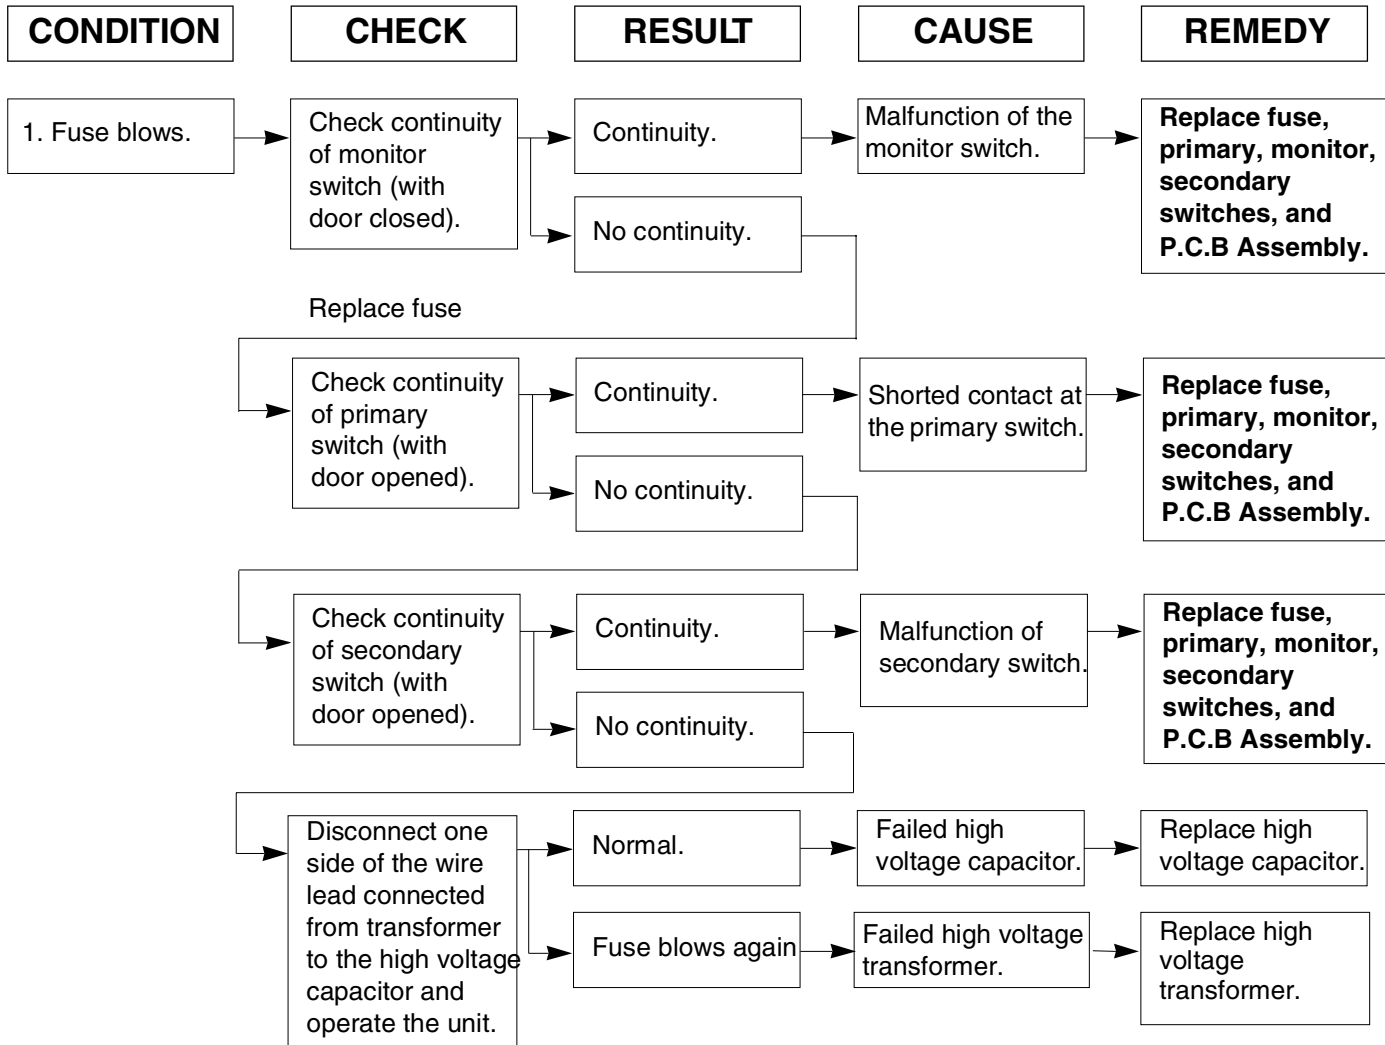 CONDITION
CHECK
RESULT
CAUSE
REMEDY
1. Fuse blows.
Check continuity
of monitor
switch (with
door closed).
Continuity.
Malfunction of the
monitor switch.
Replace fuse,
primary, monitor,
secondary
switches, and
P.C.B Assembly.
No continuity.
Replace fuse
Check continuity
of primary
switch (with
door opened).
Continuity.
Shorted contact at
the primary switch.
Replace fuse,
primary, monitor,
secondary
switches, and
P.C.B Assembly.
No continuity.
Check continuity
of secondary
switch (with
door opened).
Continuity.
Malfunction of
secondary switch.
Replace fuse,
primary, monitor,
secondary
switches, and
P.C.B Assembly.
No continuity.
Disconnect one
side of the wire
lead connected
from transformer
to the high voltage
capacitor and
operate the unit.
Normal.
Failed high
voltage capacitor.
Replace high
voltage capacitor.
Fuse blows again
Failed high voltage
transformer.
Replace high
voltage
transformer.